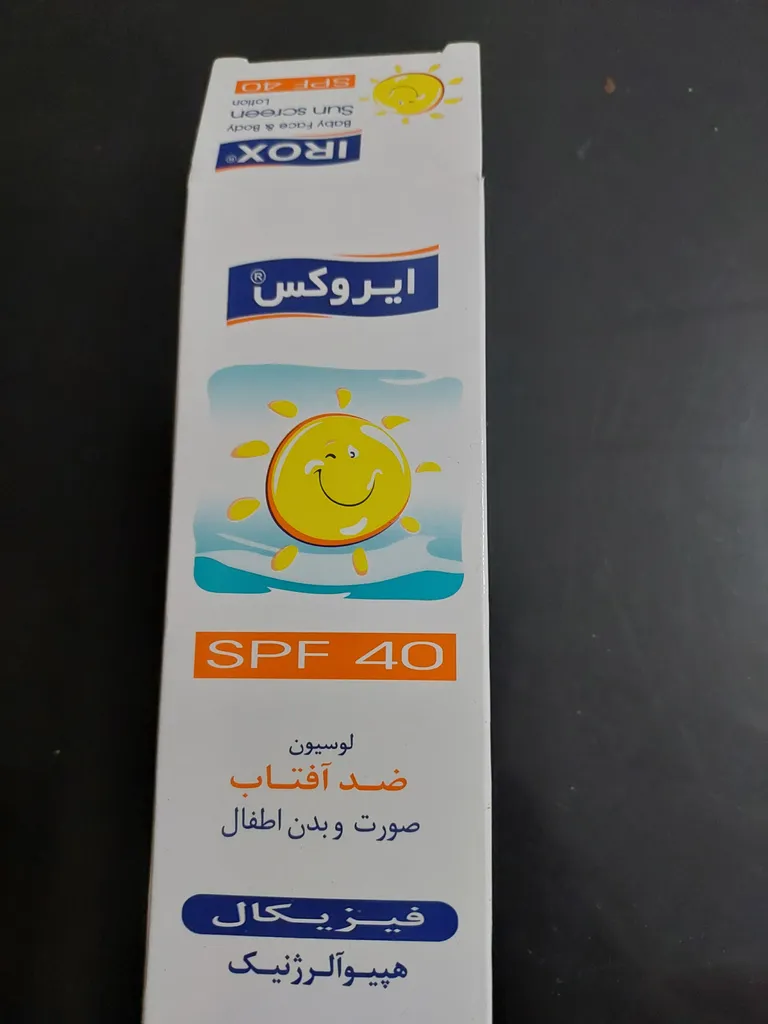 SPF 40
Sun screen
Lotion
Baby Face & Body
IROX®
ایروکس®
SPF 40
لوسیون
ضد آفتاب
صورت و بدن اطفال
فیزیکال
هیپوآلرژنیک